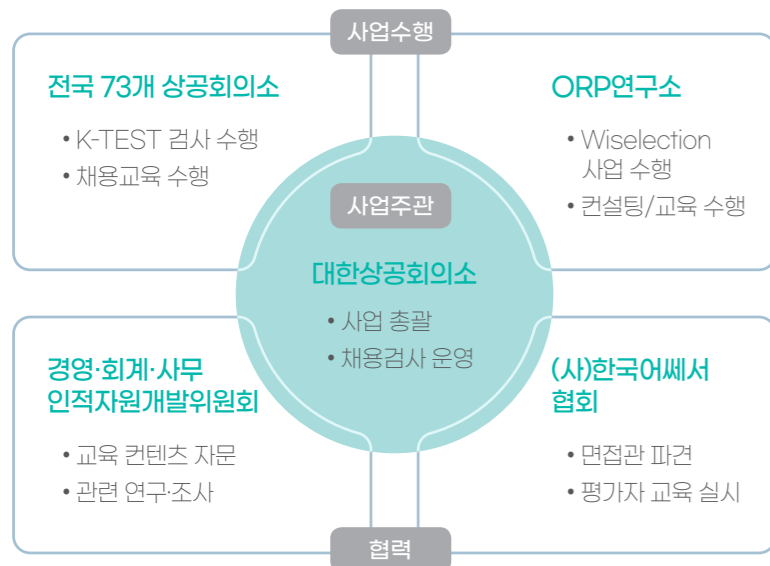 사업수행
전국 73개 상공회의소
• K-TEST 검사 수행
• 채용교육 수행
ORP연구소
• Wiselection
사업 수행
• 컨설팅/교육 수행
사업주관
대한상공회의소
• 사업 총괄
• 채용검사 운영
경영·회계·사무
인적자원개발위원회
• 교육 컨텐츠 자문
• 관련 연구·조사
(사)한국어쎄서
협회
• 면접관 파견
• 평가자 교육 실시
협력